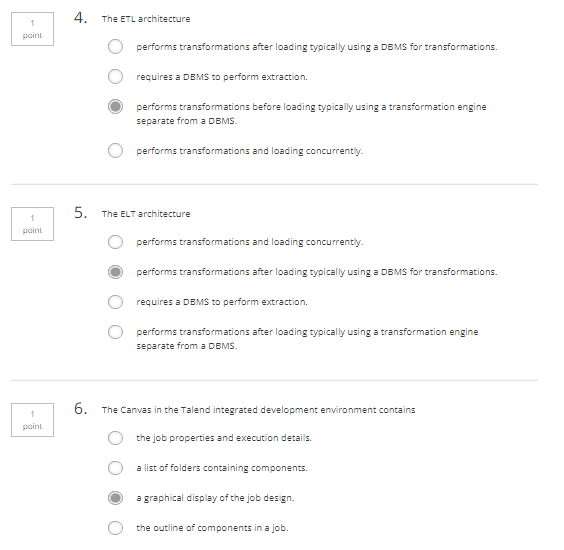 1
point
4. The ETL architecture
performs transformations after loading typically using a DBMS for transformations.
requires a DBMS to perform extraction.
performs transformations before loading typically using a transformation engine
separate from a DBMS.
performs transformations and loading concurrently.
1
point
5. The ELT architecture
performs transformations and loading concurrently.
performs transformations after loading typically using a DBMS for transformations.
requires a DBMS to perform extraction.
performs transformations after loading typically using a transformation engine
separate from a DBMS.
1
point
6. The Canvas in the Talend integrated development environment contains
the job properties and execution details.
a list of folders containing components.
a graphical display of the job design.
the outline of components in a job.